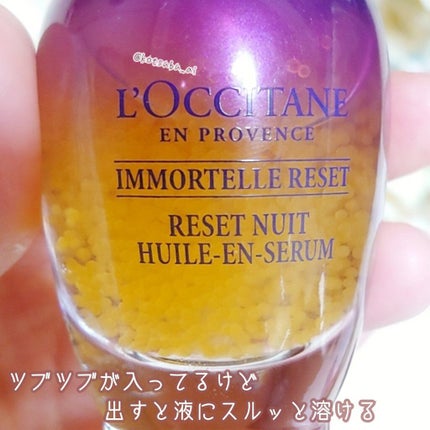 @kotsuba_ai
L'OCCITANE
EN PROVENCE
IMMORTELLE RESET
RESET NUIT
HUILE-EN-SERUM
ツブツブが入ってるけど
出すと液にスルッと溶ける